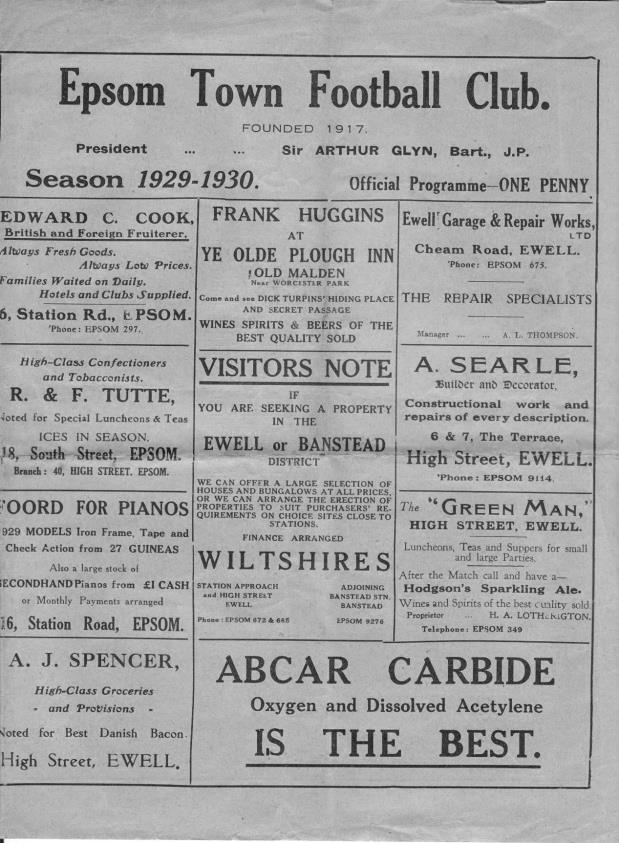 Epsom Town Football Club.
FOUNDED 1917.
President ... ... Sir ARTHUR GLYN, Bart., J.P.
Season 1929-1930. Official Programme—ONE PENNY
EDWARD C. COOK,
British and Foreign Fruiterer.
Always Fresh Goods.
Always Low Prices.
Families Waited on Daily.
Hotels and Clubs Supplied.
6, Station Rd., EPSOM.
'Phone: EPSOM 297.
High-Class Confectioners
and Tobacconists.
R. & F. TUTTE,
Noted for Special Luncheons & Teas
ICES IN SEASON.
18, South Street, EPSOM.
Branch: 40, HIGH STREET. EPSOM.
FOORD FOR PIANOS
1929 MODELS Iron Frame, Tape and
Check Action from 27 GUINEAS
Also a large stock of
SECONDHAND Pianos from £1 CASH
or Monthly Payments arranged
16, Station Road, EPSOM.
A. J. SPENCER,
High-Class Groceries
- and Provisions -
Noted for Best Danish Bacon.
High Street, EWELL.
FRANK HUGGINS
AT
YE OLDE PLOUGH INN
OLD MALDEN
Near WORCESTER PARK
Come and see DICK TURPINS' HIDING PLACE
AND SECRET PASSAGE
WINES SPIRITS & BEERS OF THE
BEST QUALITY SOLD
VISITORS NOTE
IF
YOU ARE SEEKING A PROPERTY
IN THE
EWELL or BANSTEAD
DISTRICT
WE CAN OFFER A LARGE SELECTION OF
HOUSES AND BUNGALOWS AT ALL PRICES,
OR WE CAN ARRANGE THE ERECTION OF
PROPERTIES TO SUIT PURCHASERS' RE-
QUIREMENTS ON CHOICE SITES CLOSE TO
STATIONS.
FINANCE ARRANGED
WILTSHIRES
STATION APPROACH
and HIGH STREET
EWELL
Phone: EPSOM 672 & 685
ADJOINING
BANSTEAD STN.
BANSTEAD
EPSOM 9276
Ewell Garage & Repair Works,
LTD
Cheam Road, EWELL.
'Phone: EPSOM 675.
THE REPAIR SPECIALISTS
Manager ... ... A. L. THOMPSON.
A. SEARLE,
Builder and Decorator.
Constructional work and
repairs of every description.
6 & 7, The Terrace,
High Street, EWELL.
'Phone: EPSOM 9114.
The "GREEN MAN,"
HIGH STREET, EWELL.
Luncheons, Teas and Suppers for small
and large Parties.
After the Match call and have a—
Hodgson's Sparkling Ale.
Wines and Spirits of the best quality sold
Proprietor ... H. A. LOTHERINGTON.
Telephone: EPSOM 349
ABCAR CARBIDE
Oxygen and Dissolved Acetylene
IS THE BEST.